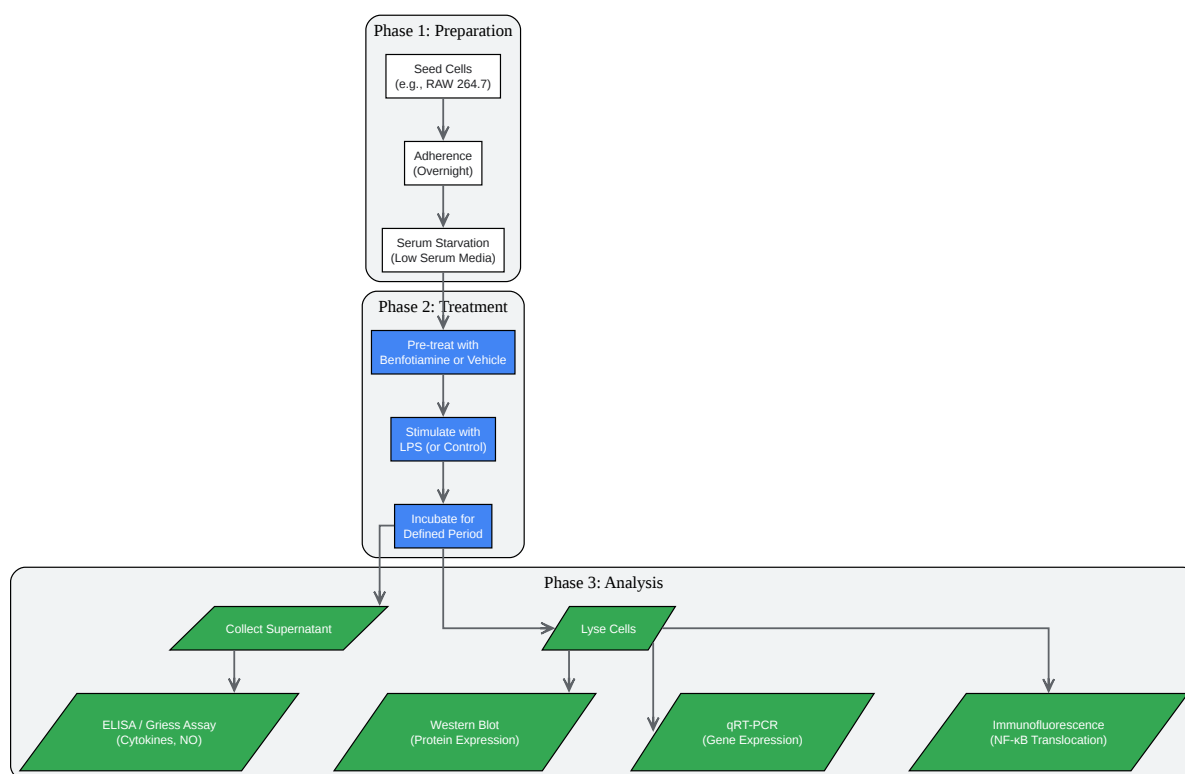 Phase 1: Preparation
Seed Cells
(e.g., RAW 264.7)
Adherence
(Overnight)
Serum Starvation
(Low Serum Media)
Phase 2: Treatment
Pre-treat with
Benfotiamine or Vehicle
Stimulate with
LPS (or Control)
Incubate for
Defined Period
Phase 3: Analysis
Collect Supernatant
Lyse Cells
ELISA / Griess Assay
(Cytokines, NO)
Western Blot
(Protein Expression)
qRT-PCR
(Gene Expression)
Immunofluorescence
(NF-κB Translocation)